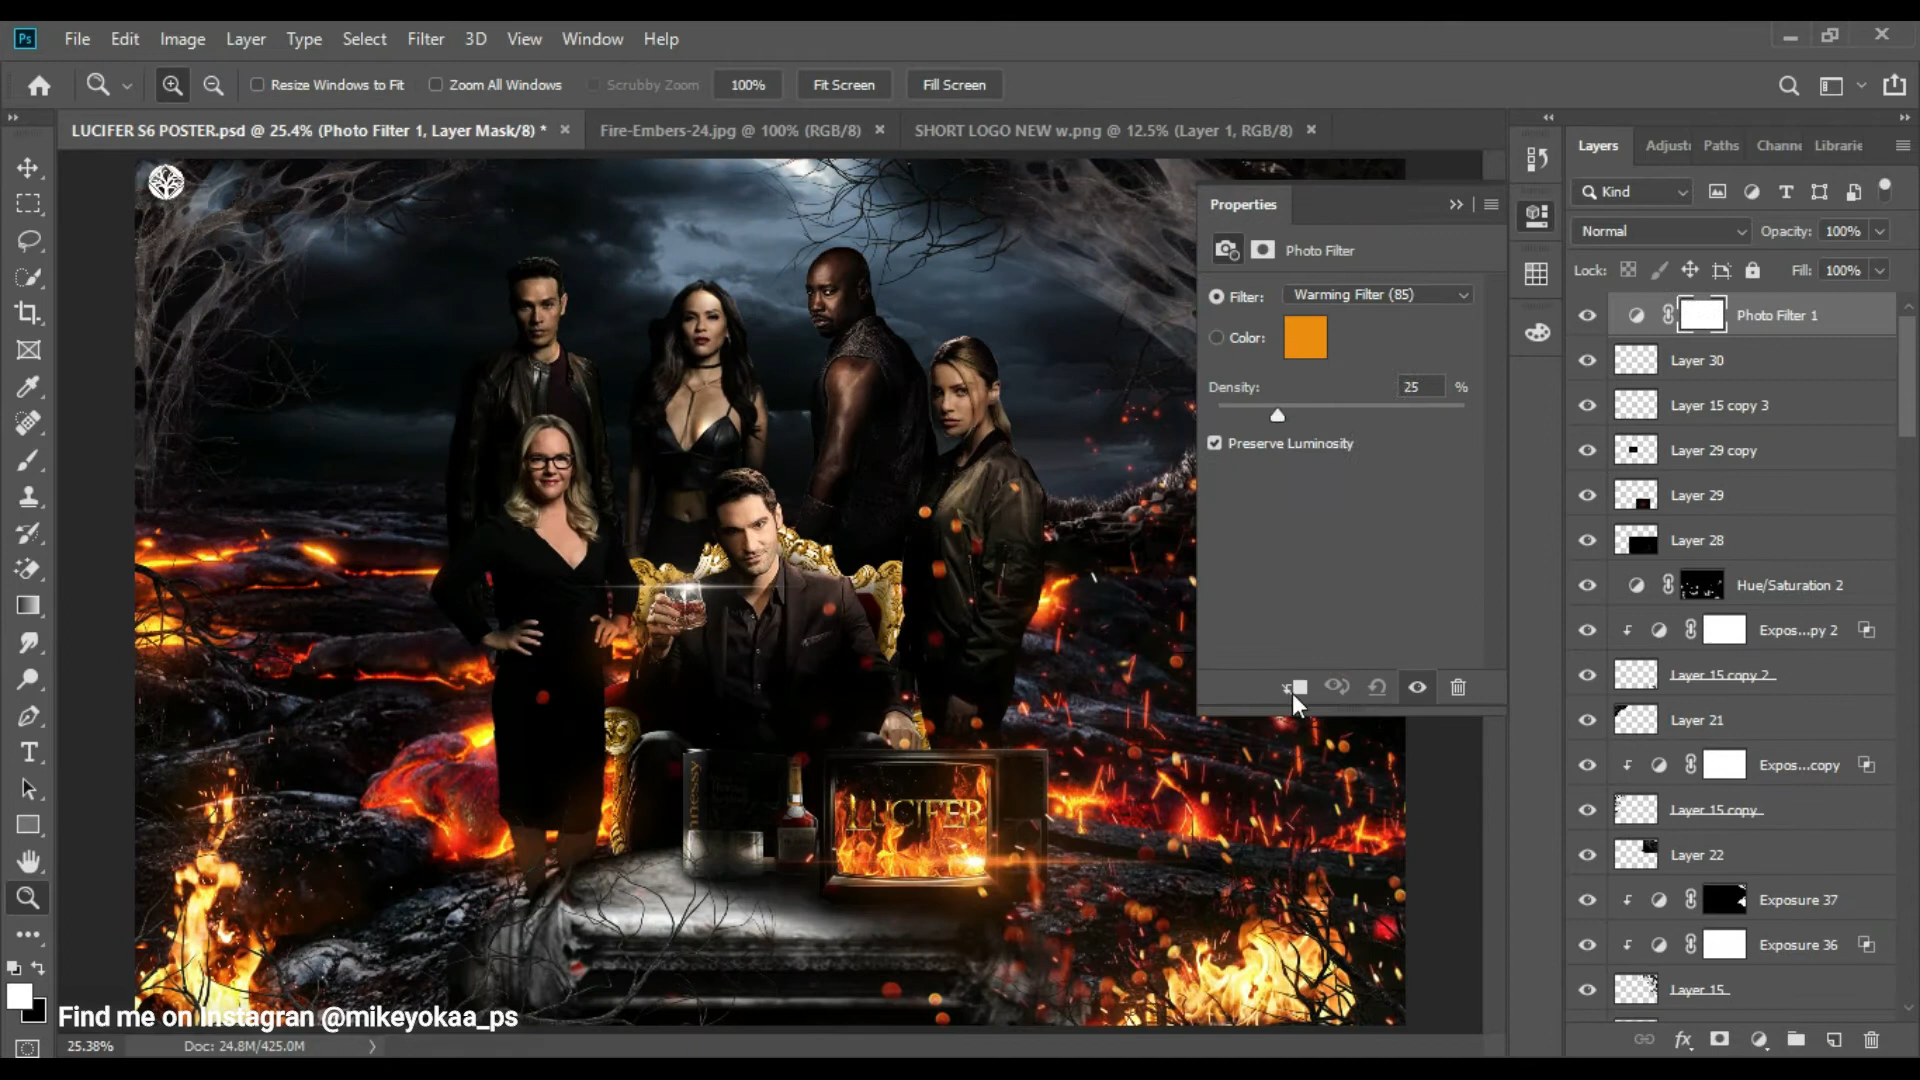 Ps File Edit Image Layer Type Select Filter 3D View Window Help
Resize Windows to Fit Zoom All Windows Scrubby Zoom 100% Fit Screen Fill Screen
LUCIFER S6 POSTER.psd @ 25.4% (Photo Filter 1, Layer Mask/8) * Fire-Embers-24.jpg @ 100% (RGB/8) SHORT LOGO NEW w.png @ 12.5% (Layer 1, RGB/8)
Properties
Photo Filter
Filter: Warming Filter (85)
Color:
Density: 25 %
Preserve Luminosity
Layers Adjust Paths Chann Librarie
Kind
Normal Opacity: 100%
Lock: Fill: 100%
Photo Filter 1
Layer 30
Layer 15 copy 3
Layer 29 copy
Layer 29
Layer 28
Hue/Saturation 2
Expos...py 2
Layer 15 copy 2
Layer 21
Expos...copy
Layer 15 copy
Layer 22
Exposure 37
Exposure 36
Layer 15
LUCIFER
Find me on Instagran @mikeyokaa_ps
25.38% Doc: 24.8M/425.0M